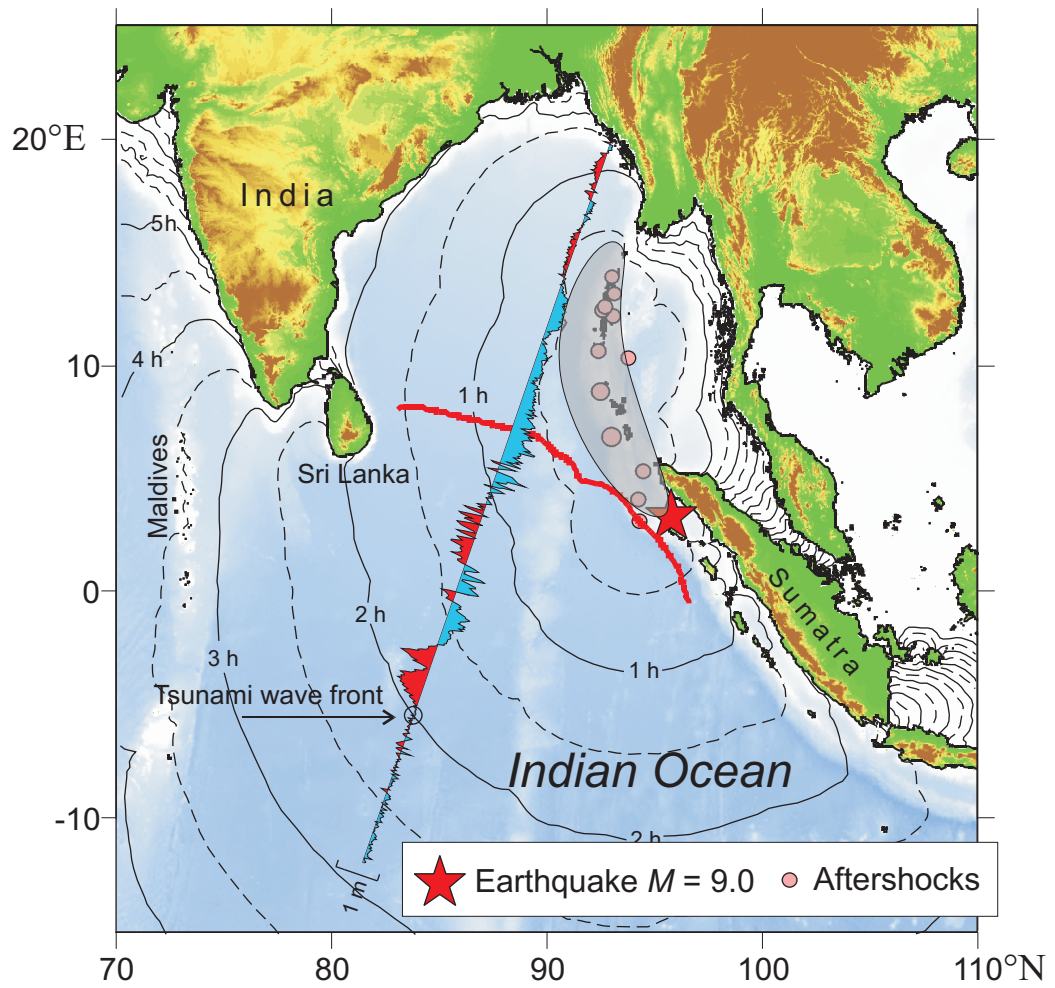 20°E
India
5h
4 h
10
1 h
Maldives
Sri Lanka
0
2 h
Sumatra
3 h
1 h
Tsunami wave front
Indian Ocean
-10
2 h
1 m
Earthquake M = 9.0
Aftershocks
70
80
90
100
110°N